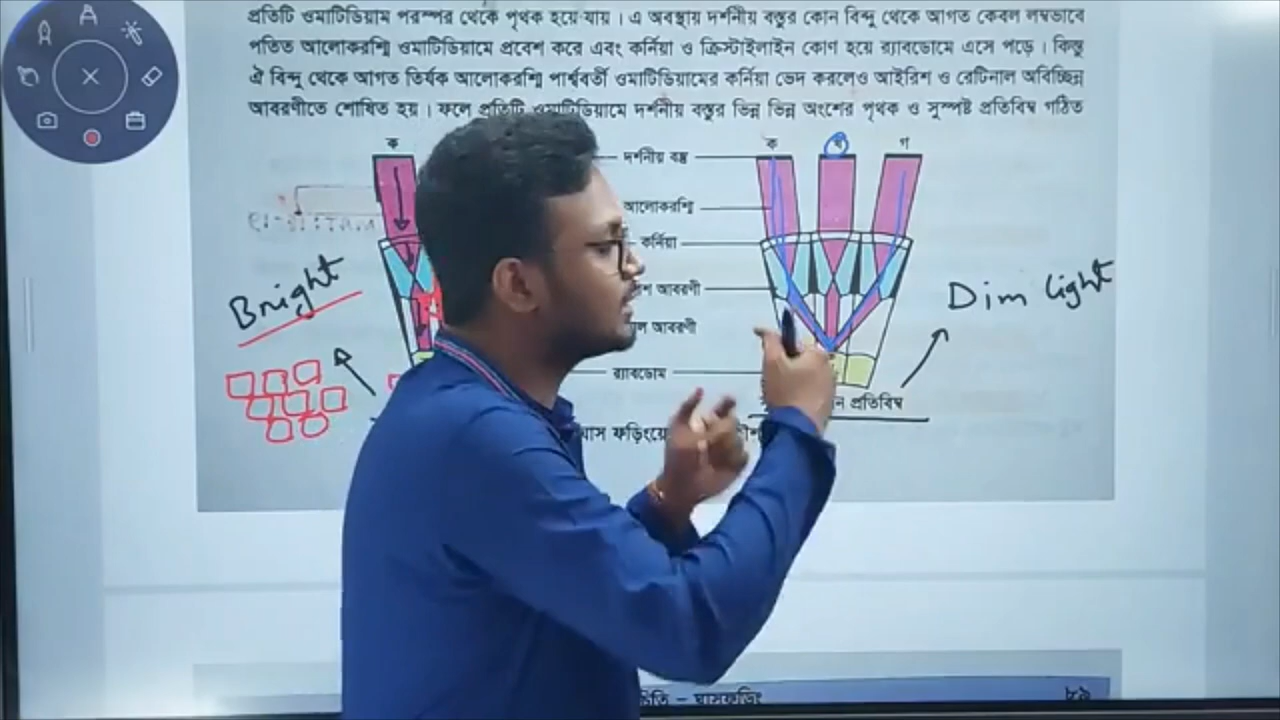 প্রতিটি ওমাটিডিয়াম পরস্পর থেকে পৃথক হয়ে যায় । এ অবস্থায় দর্শনীয় বস্তুর কোন বিন্দু থেকে আগত কেবল লম্বভাবে
পতিত আলোকরশ্মি ওমাটিডিয়ামে প্রবেশ করে এবং কর্নিয়া ও ক্রিস্টাইলাইন কোণ হয়ে র‍্যাবডোমে এসে পড়ে । কিন্তু
ঐ বিন্দু থেকে আগত তির্যক আলোকরশ্মি পার্শ্ববর্তী ওমাটিডিয়ামের কর্নিয়া ভেদ করলেও আইরিশ ও রেটিনাল অবিচ্ছিন্ন
আবরণীতে শোষিত হয় । ফলে প্রতিটি ওমাটিডিয়ামে দর্শনীয় বস্তুর ভিন্ন ভিন্ন অংশের পৃথক ও সুস্পষ্ট প্রতিবিম্ব গঠিত
ক ক খ গ
দর্শনীয় বস্তু
আলোকরশ্মি
কর্নিয়া
আবরণী
আবরণী
র‍্যাবডোম
Bright
Dim light
প্রতিবিম্ব
ঘাস ফড়িংয়ে
– ঘাসফড়িং ৮৯